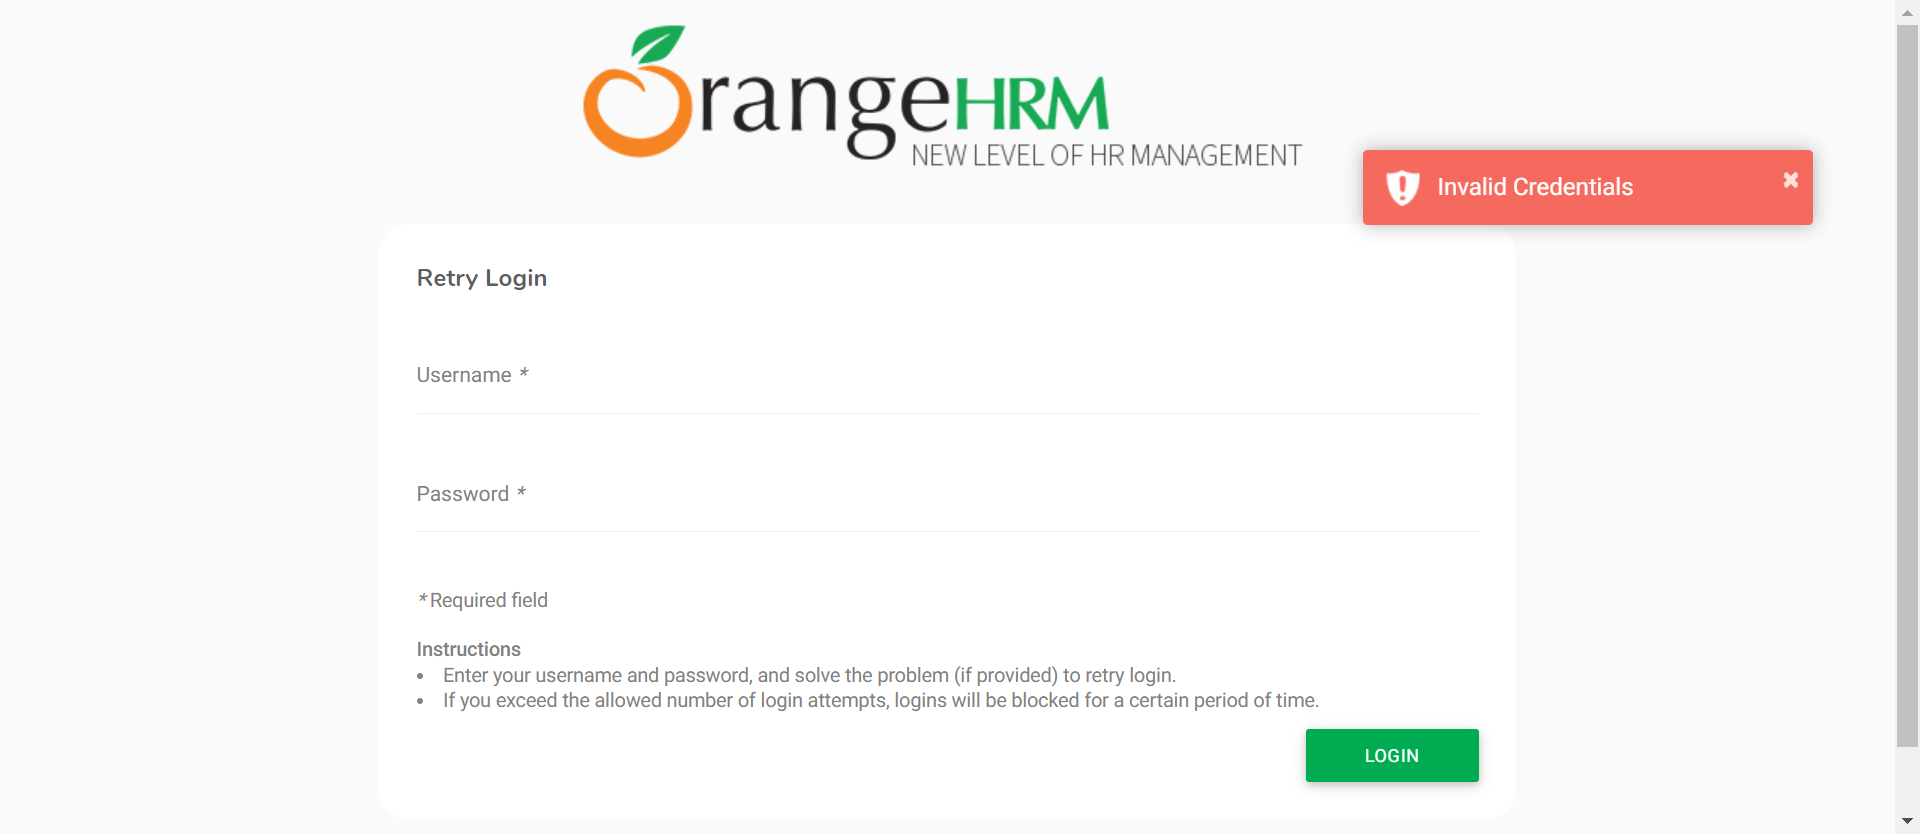 OrangeHRM
NEW LEVEL OF HR MANAGEMENT
Invalid Credentials
Retry Login
Username *
Password *
* Required field
Instructions
• Enter your username and password, and solve the problem (if provided) to retry login.
• If you exceed the allowed number of login attempts, logins will be blocked for a certain period of time.
LOGIN